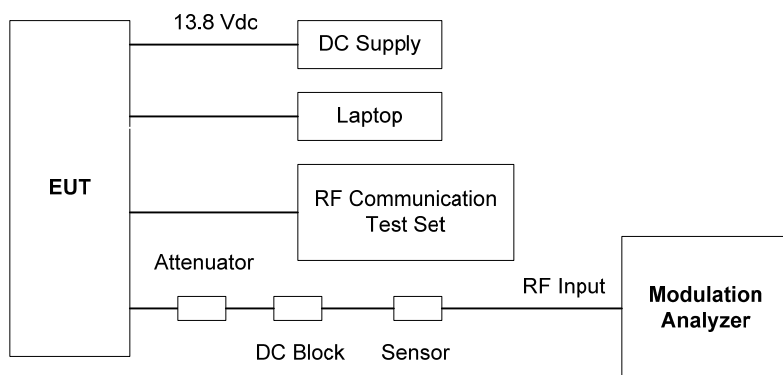 13.8 Vdc
DC Supply
Laptop
EUT
RF Communication
Test Set
Attenuator
RF Input
Modulation
Analyzer
DC Block
Sensor